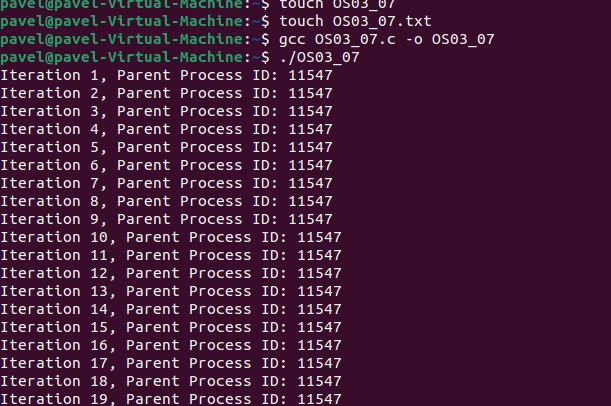 pavel@pavel-Virtual-Machine:~$ touch OS03_07
pavel@pavel-Virtual-Machine:~$ touch OS03_07.txt
pavel@pavel-Virtual-Machine:~$ gcc OS03_07.c -o OS03_07
pavel@pavel-Virtual-Machine:~$ ./OS03_07
Iteration 1, Parent Process ID: 11547
Iteration 2, Parent Process ID: 11547
Iteration 3, Parent Process ID: 11547
Iteration 4, Parent Process ID: 11547
Iteration 5, Parent Process ID: 11547
Iteration 6, Parent Process ID: 11547
Iteration 7, Parent Process ID: 11547
Iteration 8, Parent Process ID: 11547
Iteration 9, Parent Process ID: 11547
Iteration 10, Parent Process ID: 11547
Iteration 11, Parent Process ID: 11547
Iteration 12, Parent Process ID: 11547
Iteration 13, Parent Process ID: 11547
Iteration 14, Parent Process ID: 11547
Iteration 15, Parent Process ID: 11547
Iteration 16, Parent Process ID: 11547
Iteration 17, Parent Process ID: 11547
Iteration 18, Parent Process ID: 11547
Iteration 19, Parent Process ID: 11547